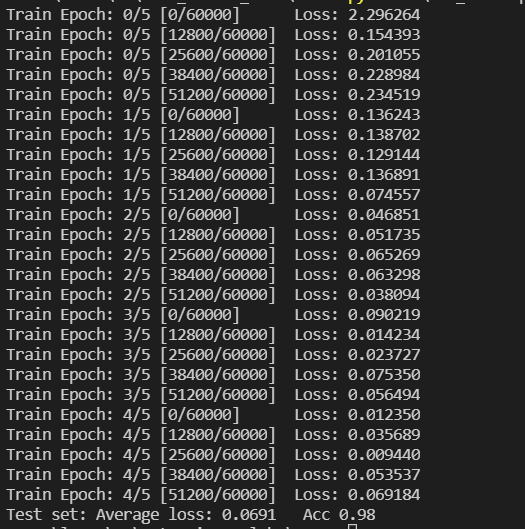 Train Epoch: 0/5 [0/60000] Loss: 2.296264
Train Epoch: 0/5 [12800/60000] Loss: 0.154393
Train Epoch: 0/5 [25600/60000] Loss: 0.201055
Train Epoch: 0/5 [38400/60000] Loss: 0.228984
Train Epoch: 0/5 [51200/60000] Loss: 0.234519
Train Epoch: 1/5 [0/60000] Loss: 0.136243
Train Epoch: 1/5 [12800/60000] Loss: 0.138702
Train Epoch: 1/5 [25600/60000] Loss: 0.129144
Train Epoch: 1/5 [38400/60000] Loss: 0.136891
Train Epoch: 1/5 [51200/60000] Loss: 0.074557
Train Epoch: 2/5 [0/60000] Loss: 0.046851
Train Epoch: 2/5 [12800/60000] Loss: 0.051735
Train Epoch: 2/5 [25600/60000] Loss: 0.065269
Train Epoch: 2/5 [38400/60000] Loss: 0.063298
Train Epoch: 2/5 [51200/60000] Loss: 0.038094
Train Epoch: 3/5 [0/60000] Loss: 0.090219
Train Epoch: 3/5 [12800/60000] Loss: 0.014234
Train Epoch: 3/5 [25600/60000] Loss: 0.023727
Train Epoch: 3/5 [38400/60000] Loss: 0.075350
Train Epoch: 3/5 [51200/60000] Loss: 0.056494
Train Epoch: 4/5 [0/60000] Loss: 0.012350
Train Epoch: 4/5 [12800/60000] Loss: 0.035689
Train Epoch: 4/5 [25600/60000] Loss: 0.009440
Train Epoch: 4/5 [38400/60000] Loss: 0.053537
Train Epoch: 4/5 [51200/60000] Loss: 0.069184
Test set: Average loss: 0.0691 Acc 0.98